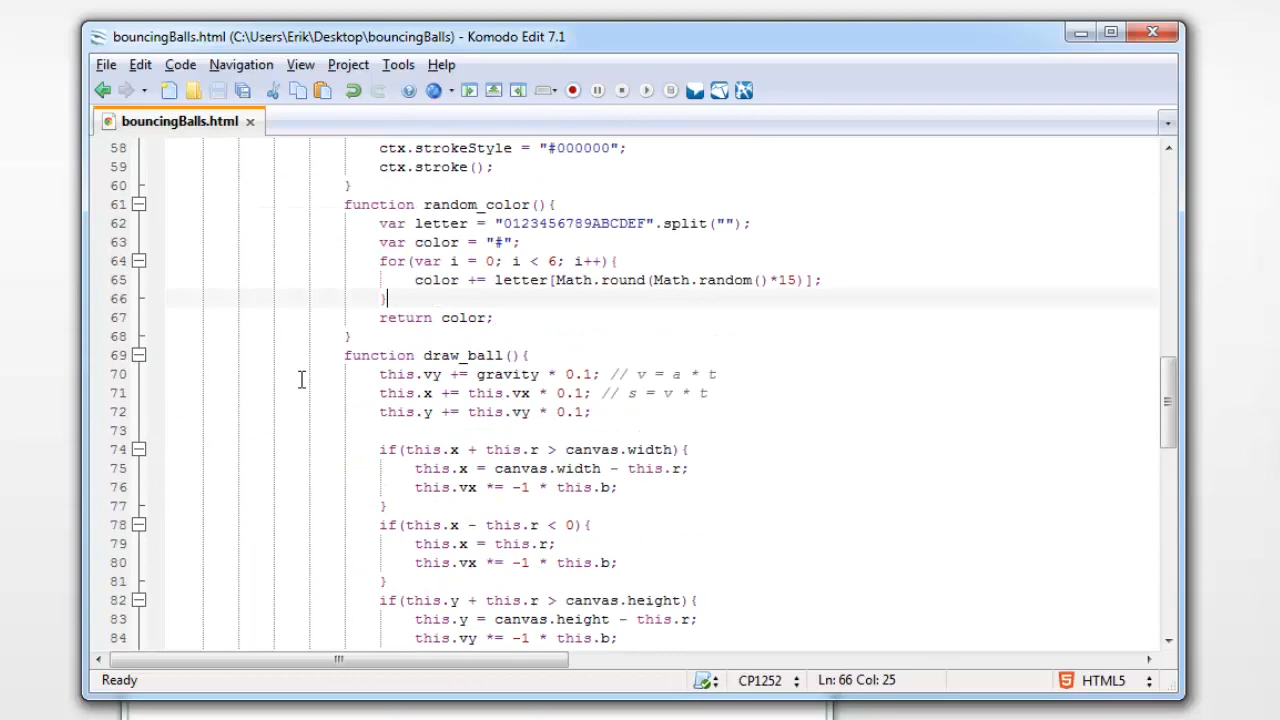 bouncingBalls.html (C:\Users\Erik\Desktop\bouncingBalls) - Komodo Edit 7.1
File Edit Code Navigation View Project Tools Help
bouncingBalls.html
58 ctx.strokeStyle = "#000000";
59 ctx.stroke();
60 }
61 function random_color(){
62 var letter = "0123456789ABCDEF".split("");
63 var color = "#";
64 for(var i = 0; i < 6; i++){
65 color += letter[Math.round(Math.random()*15)];
66 }
67 return color;
68 }
69 function draw_ball(){
70 this.vy += gravity * 0.1; // v = a * t
71 this.x += this.vx * 0.1; // s = v * t
72 this.y += this.vy * 0.1;
73
74 if(this.x + this.r > canvas.width){
75 this.x = canvas.width - this.r;
76 this.vx *= -1 * this.b;
77 }
78 if(this.x - this.r < 0){
79 this.x = this.r;
80 this.vx *= -1 * this.b;
81 }
82 if(this.y + this.r > canvas.height){
83 this.y = canvas.height - this.r;
84 this.vy *= -1 * this.b;
Ready CP1252 Ln: 66 Col: 25 HTML5